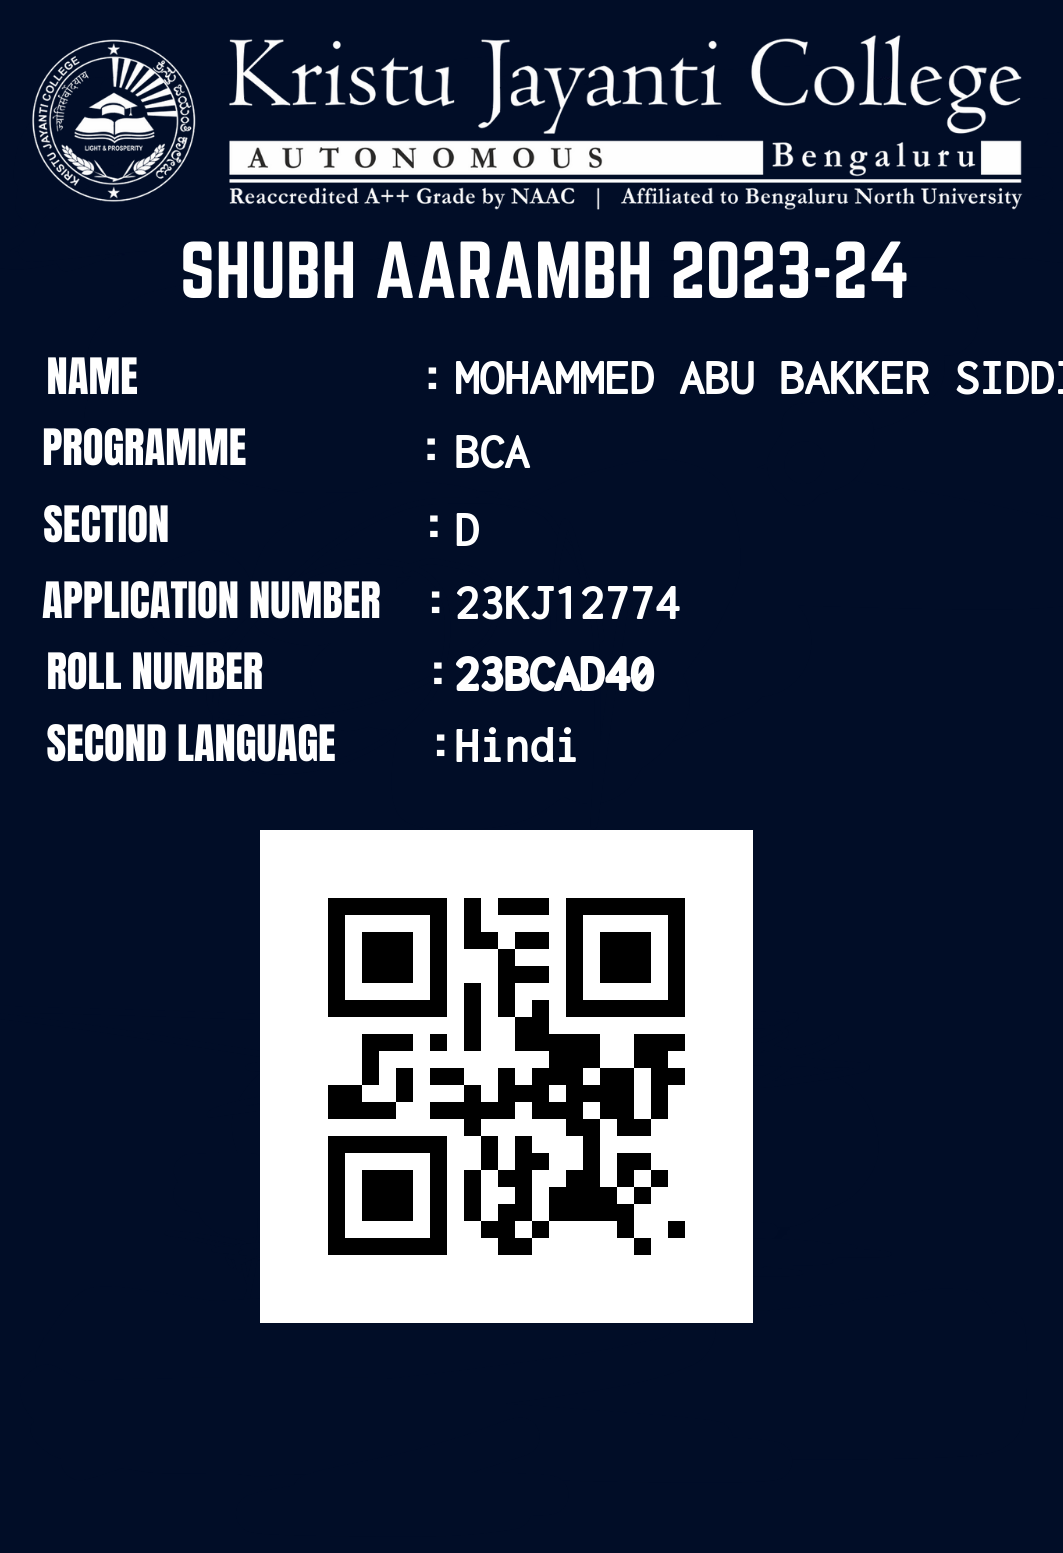 Kristu Jayanti College
AUTONOMOUS Bengaluru
Reaccredited A++ Grade by NAAC | Affiliated to Bengaluru North University
KRISTU JAYANTI COLLEGE
LIGHT & PROSPERITY
SHUBH AARAMBH 2023-24
NAME : MOHAMMED ABU BAKKER
PROGRAMME : BCA
SECTION : D
APPLICATION NUMBER : 23KJ12774
ROLL NUMBER : 23BCAD40
SECOND LANGUAGE : Hindi